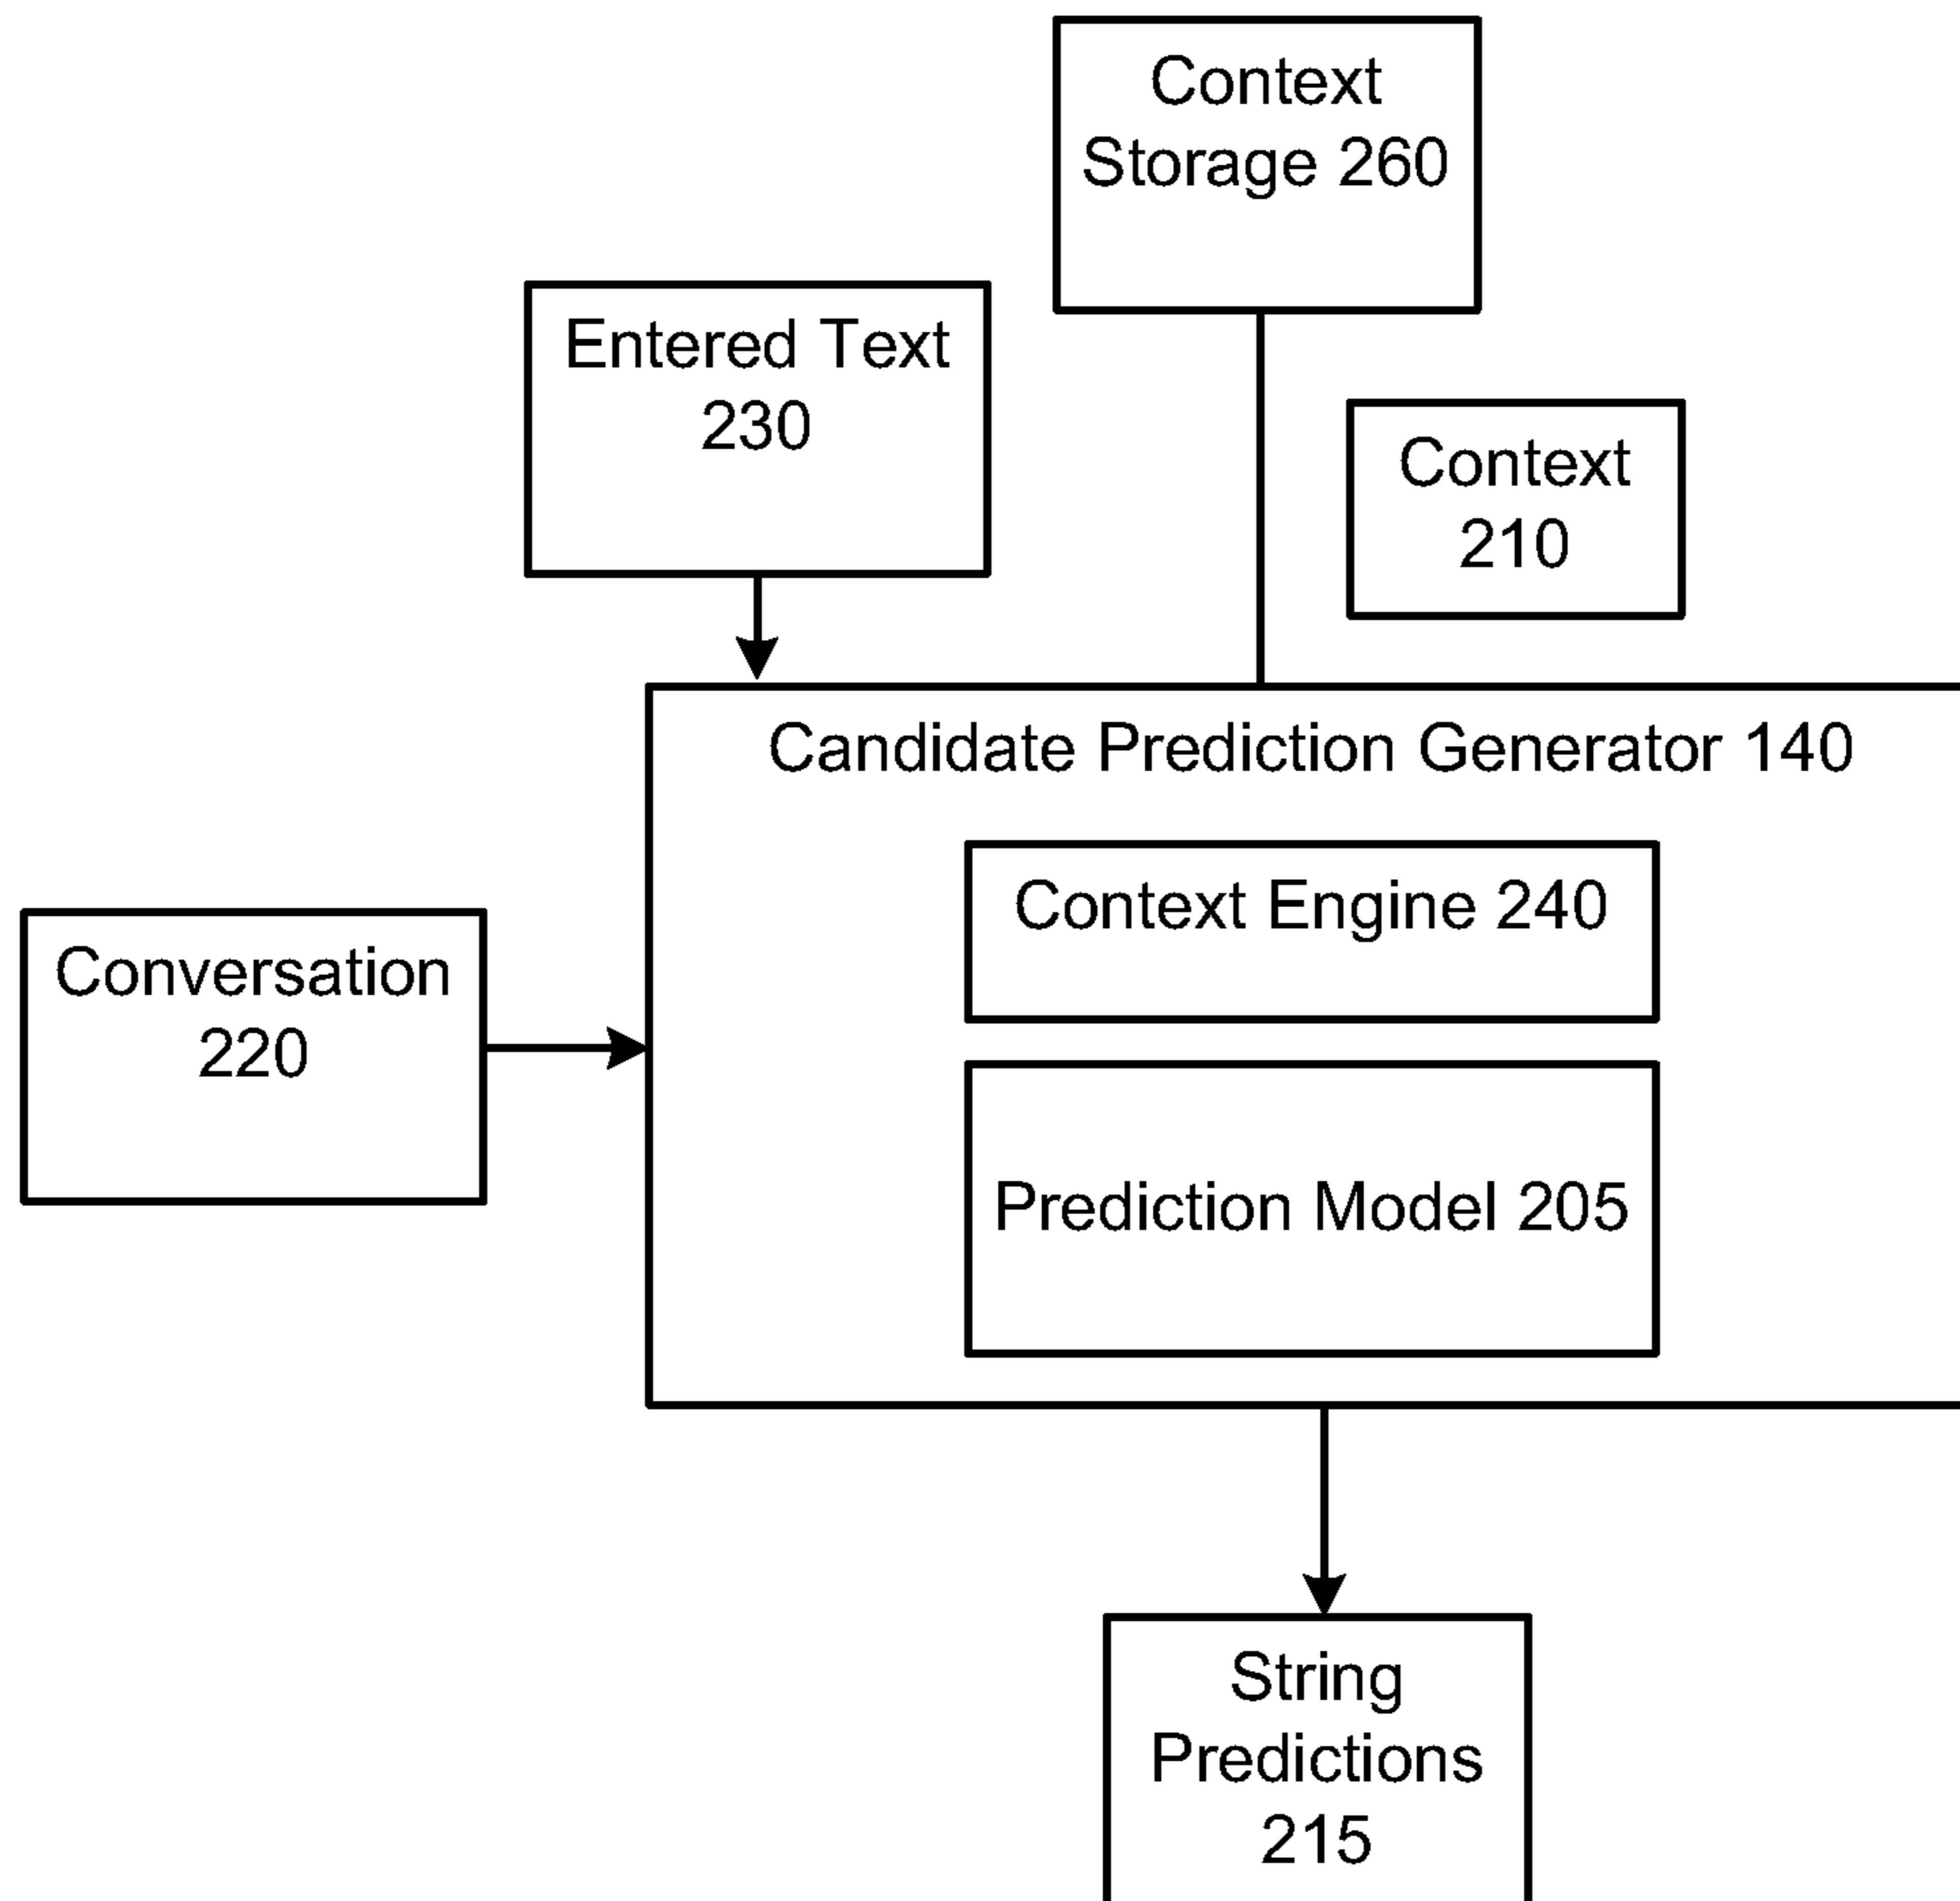 Context
Storage 260
Entered Text
230
Context
210
Candidate Prediction Generator 140
Context Engine 240
Conversation
220
Prediction Model 205
String
Predictions
215